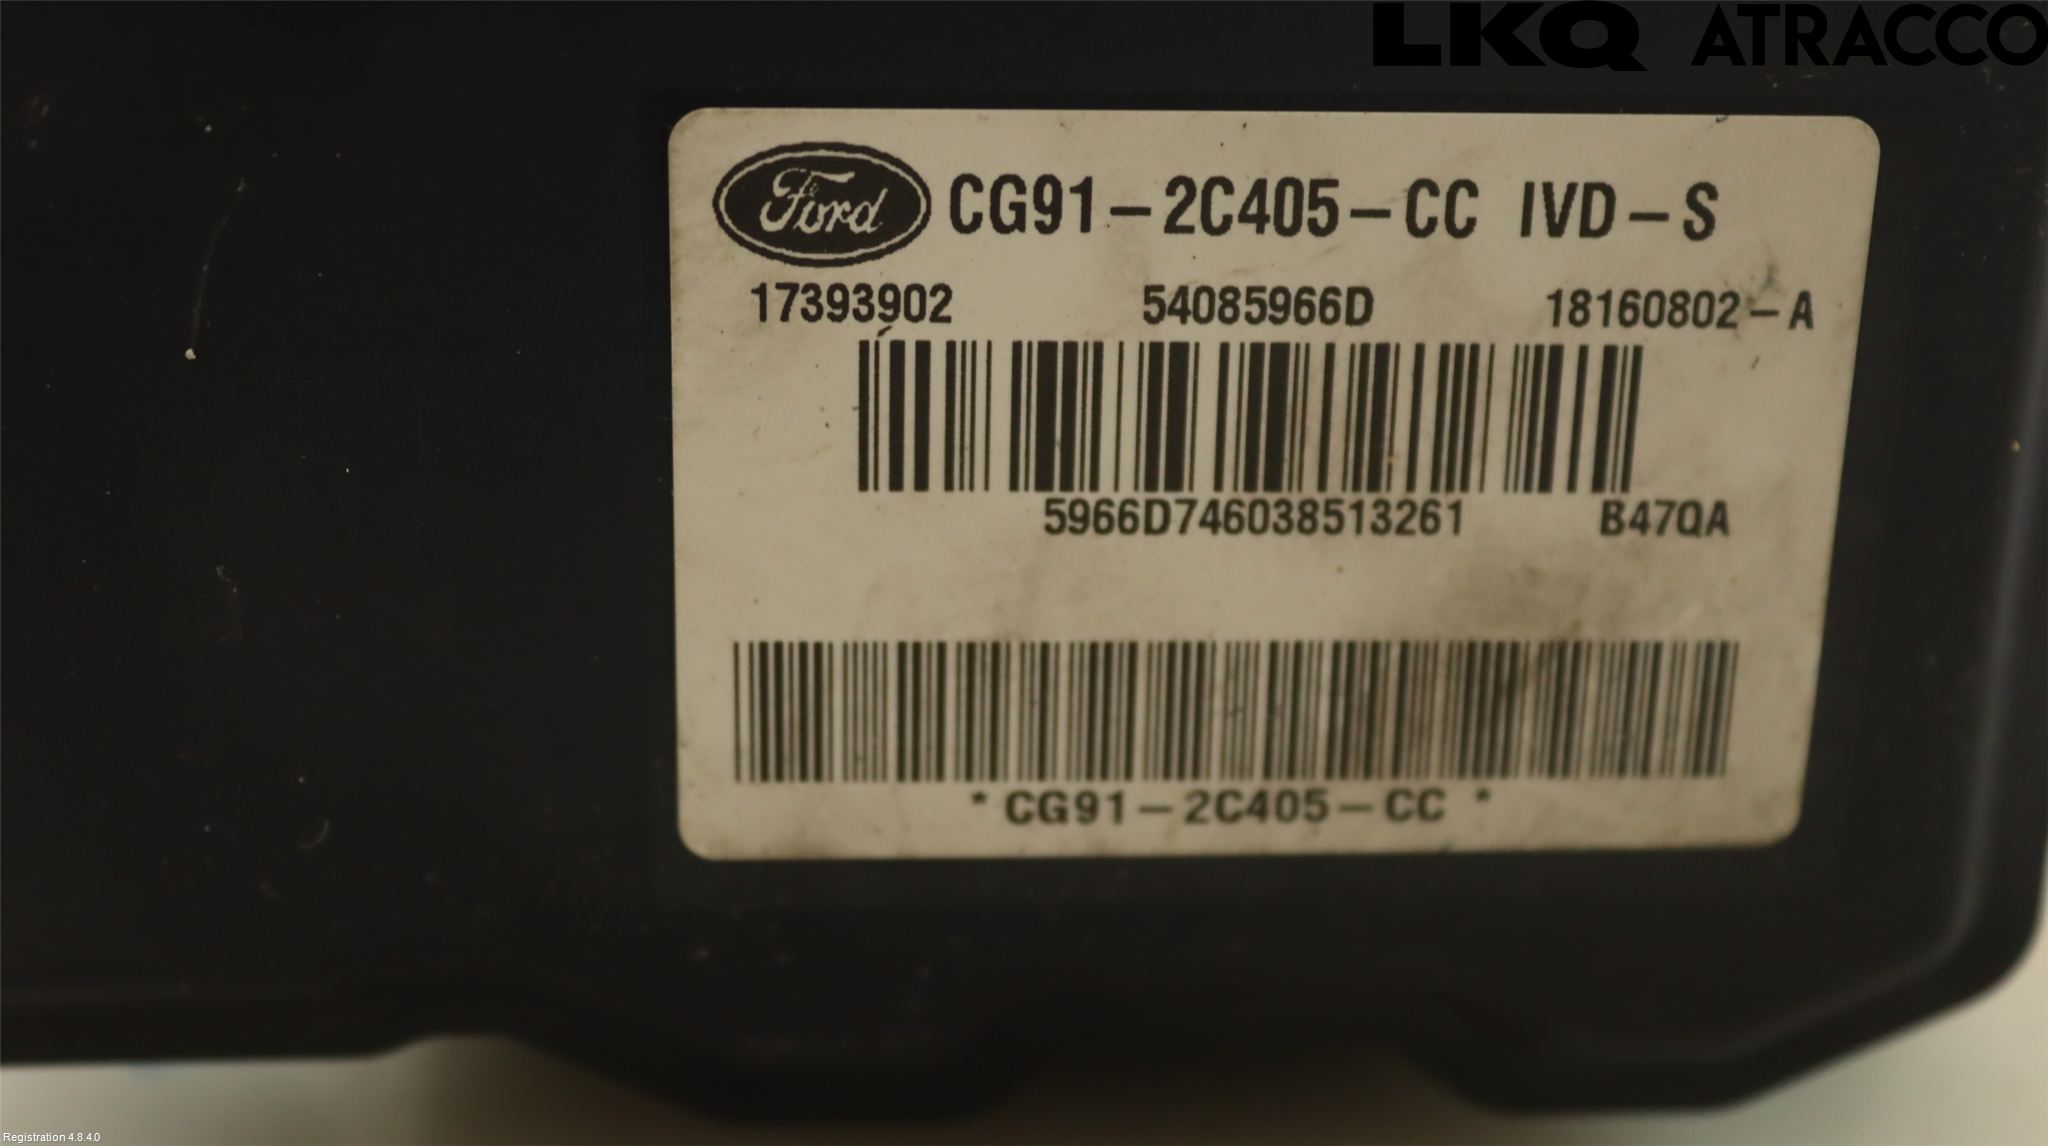 LKQ ATRACCO
Ford CG91-2C405-CC IVD-S
17393902 54085966D 18160802-A
5966D746038513261 B47QA
*CG91-2C405-CC*
Registration 4.8.4.0